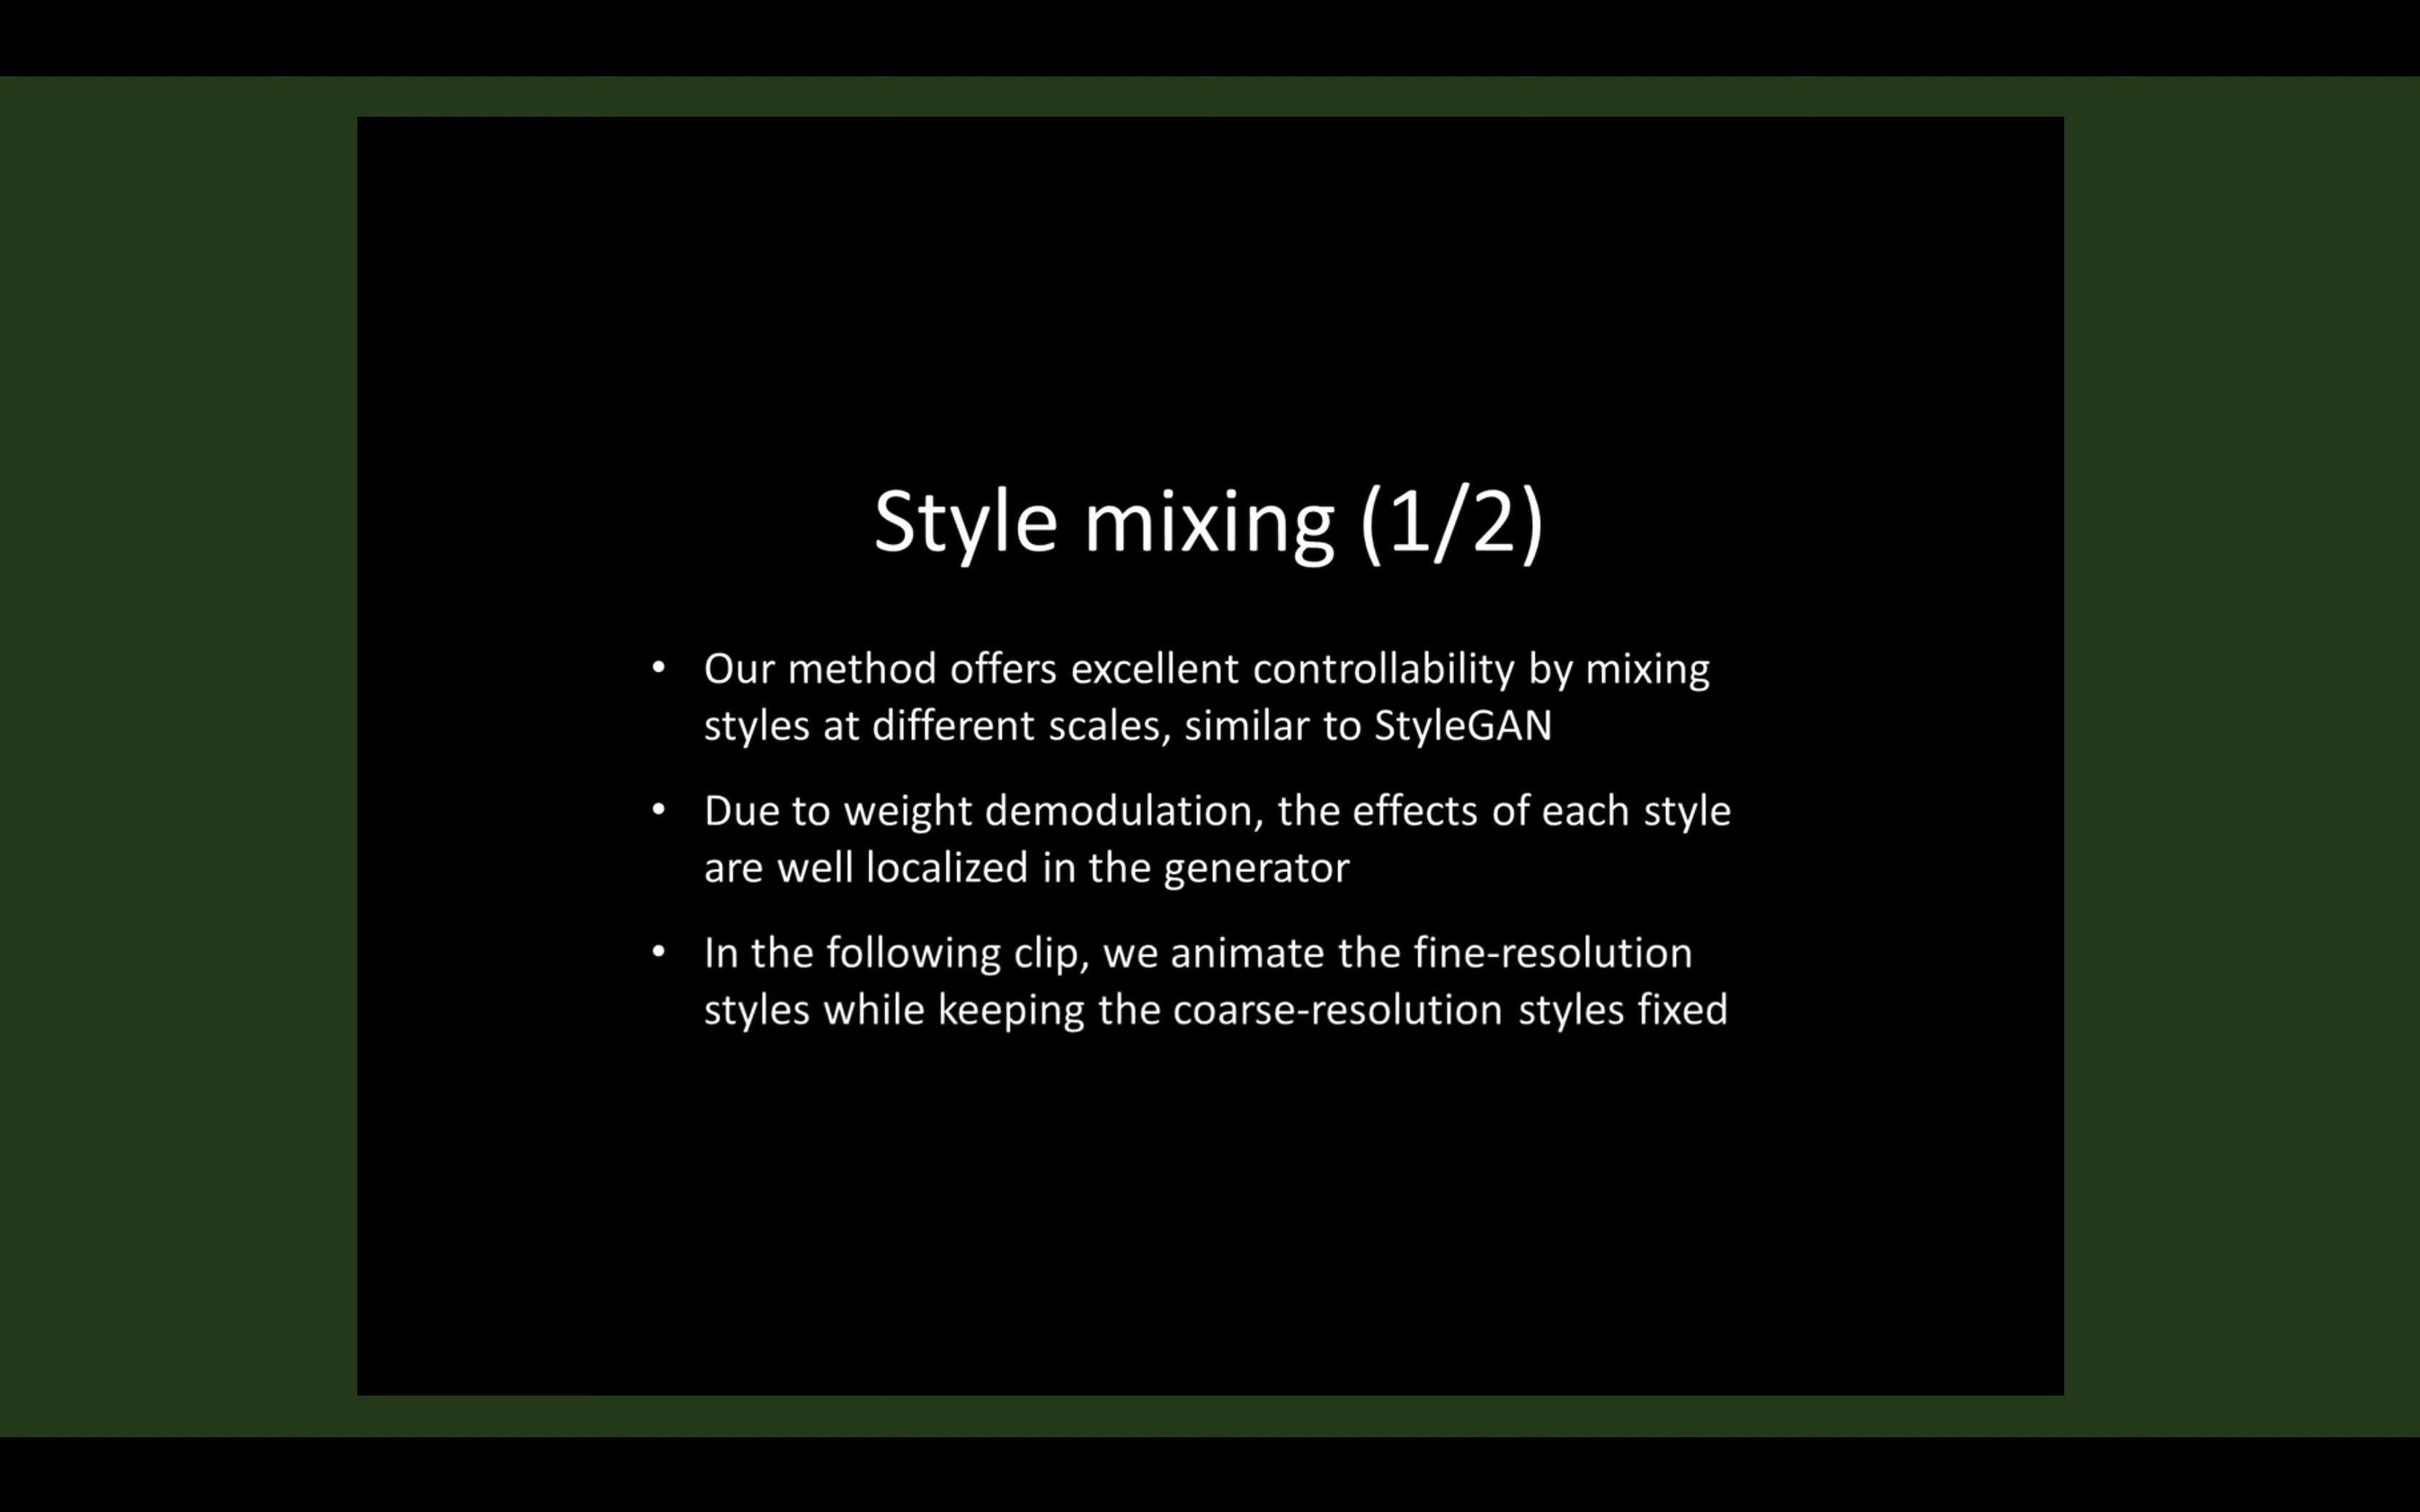 Style mixing (1/2)
• Our method offers excellent controllability by mixing
styles at different scales, similar to StyleGAN
• Due to weight demodulation, the effects of each style
are well localized in the generator
• In the following clip, we animate the fine-resolution
styles while keeping the coarse-resolution styles fixed